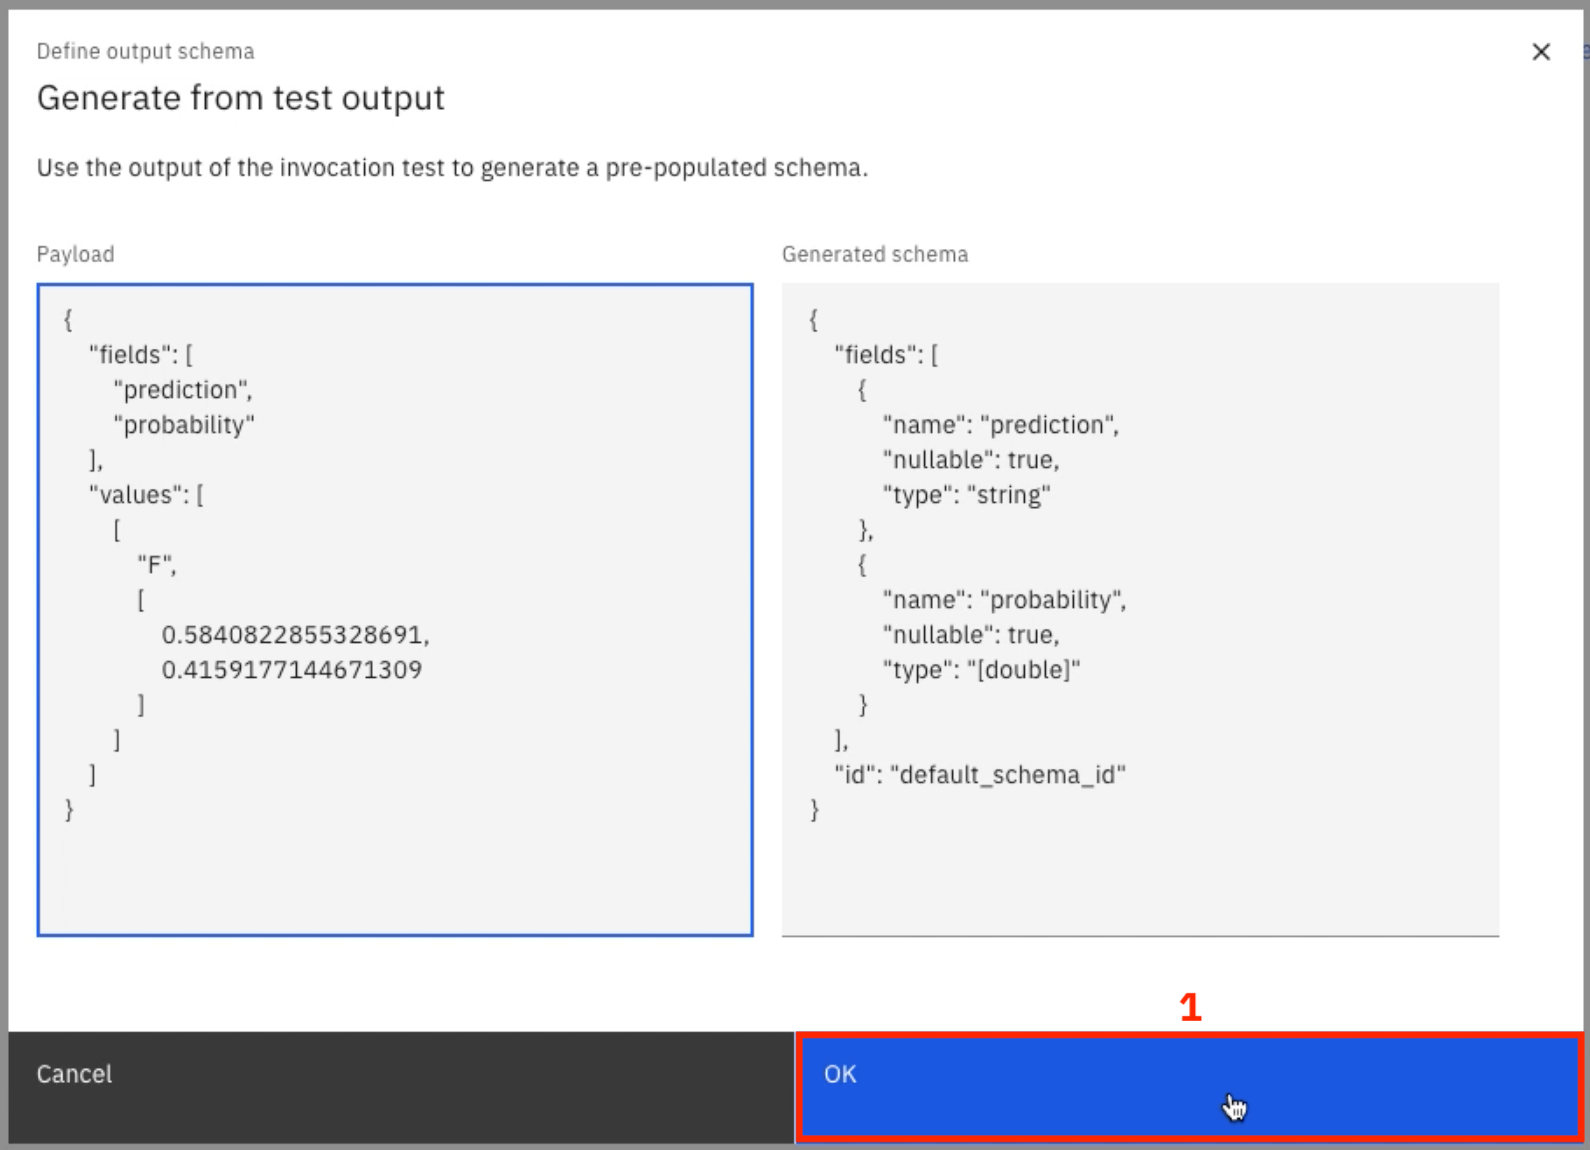 Define output schema
Generate from test output
Use the output of the invocation test to generate a pre-populated schema.
Payload
{
"fields": [
"prediction",
"probability"
],
"values": [
[
"F",
[
0.5840822855328691,
0.4159177144671309
]
]
]
}
Generated schema
{
"fields": [
{
"name": "prediction",
"nullable": true,
"type": "string"
},
{
"name": "probability",
"nullable": true,
"type": "[double]"
}
],
"id": "default_schema_id"
}
1
Cancel
OK